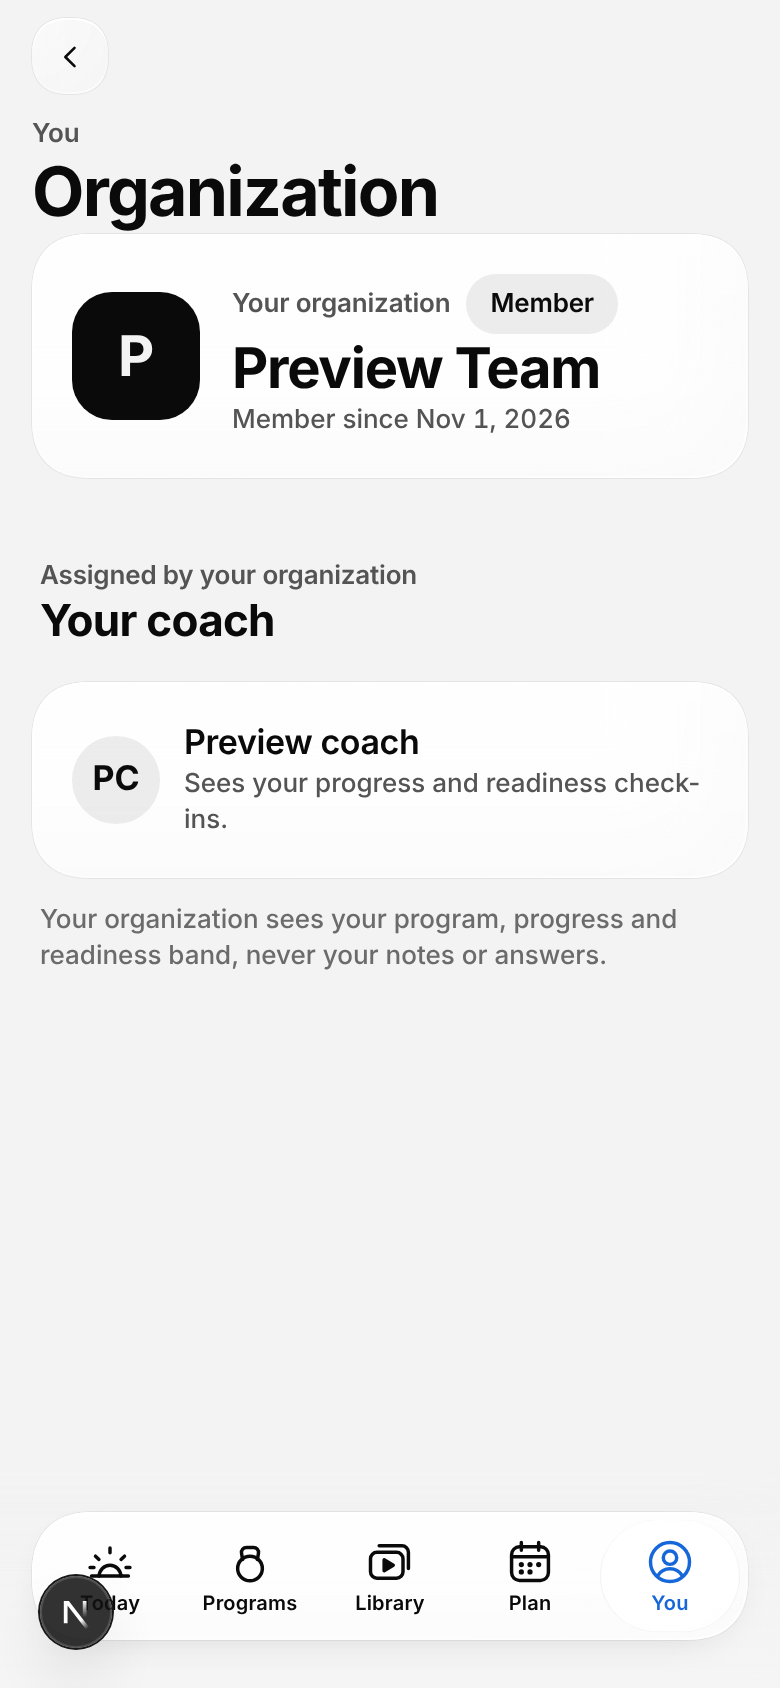 You
Organization
P
Your organization Member
Preview Team
Member since Nov 1, 2026
Assigned by your organization
Your coach
PC
Preview coach
Sees your progress and readiness check-
ins.
Your organization sees your program, progress and
readiness band, never your notes or answers.
Today Programs Library Plan You
N